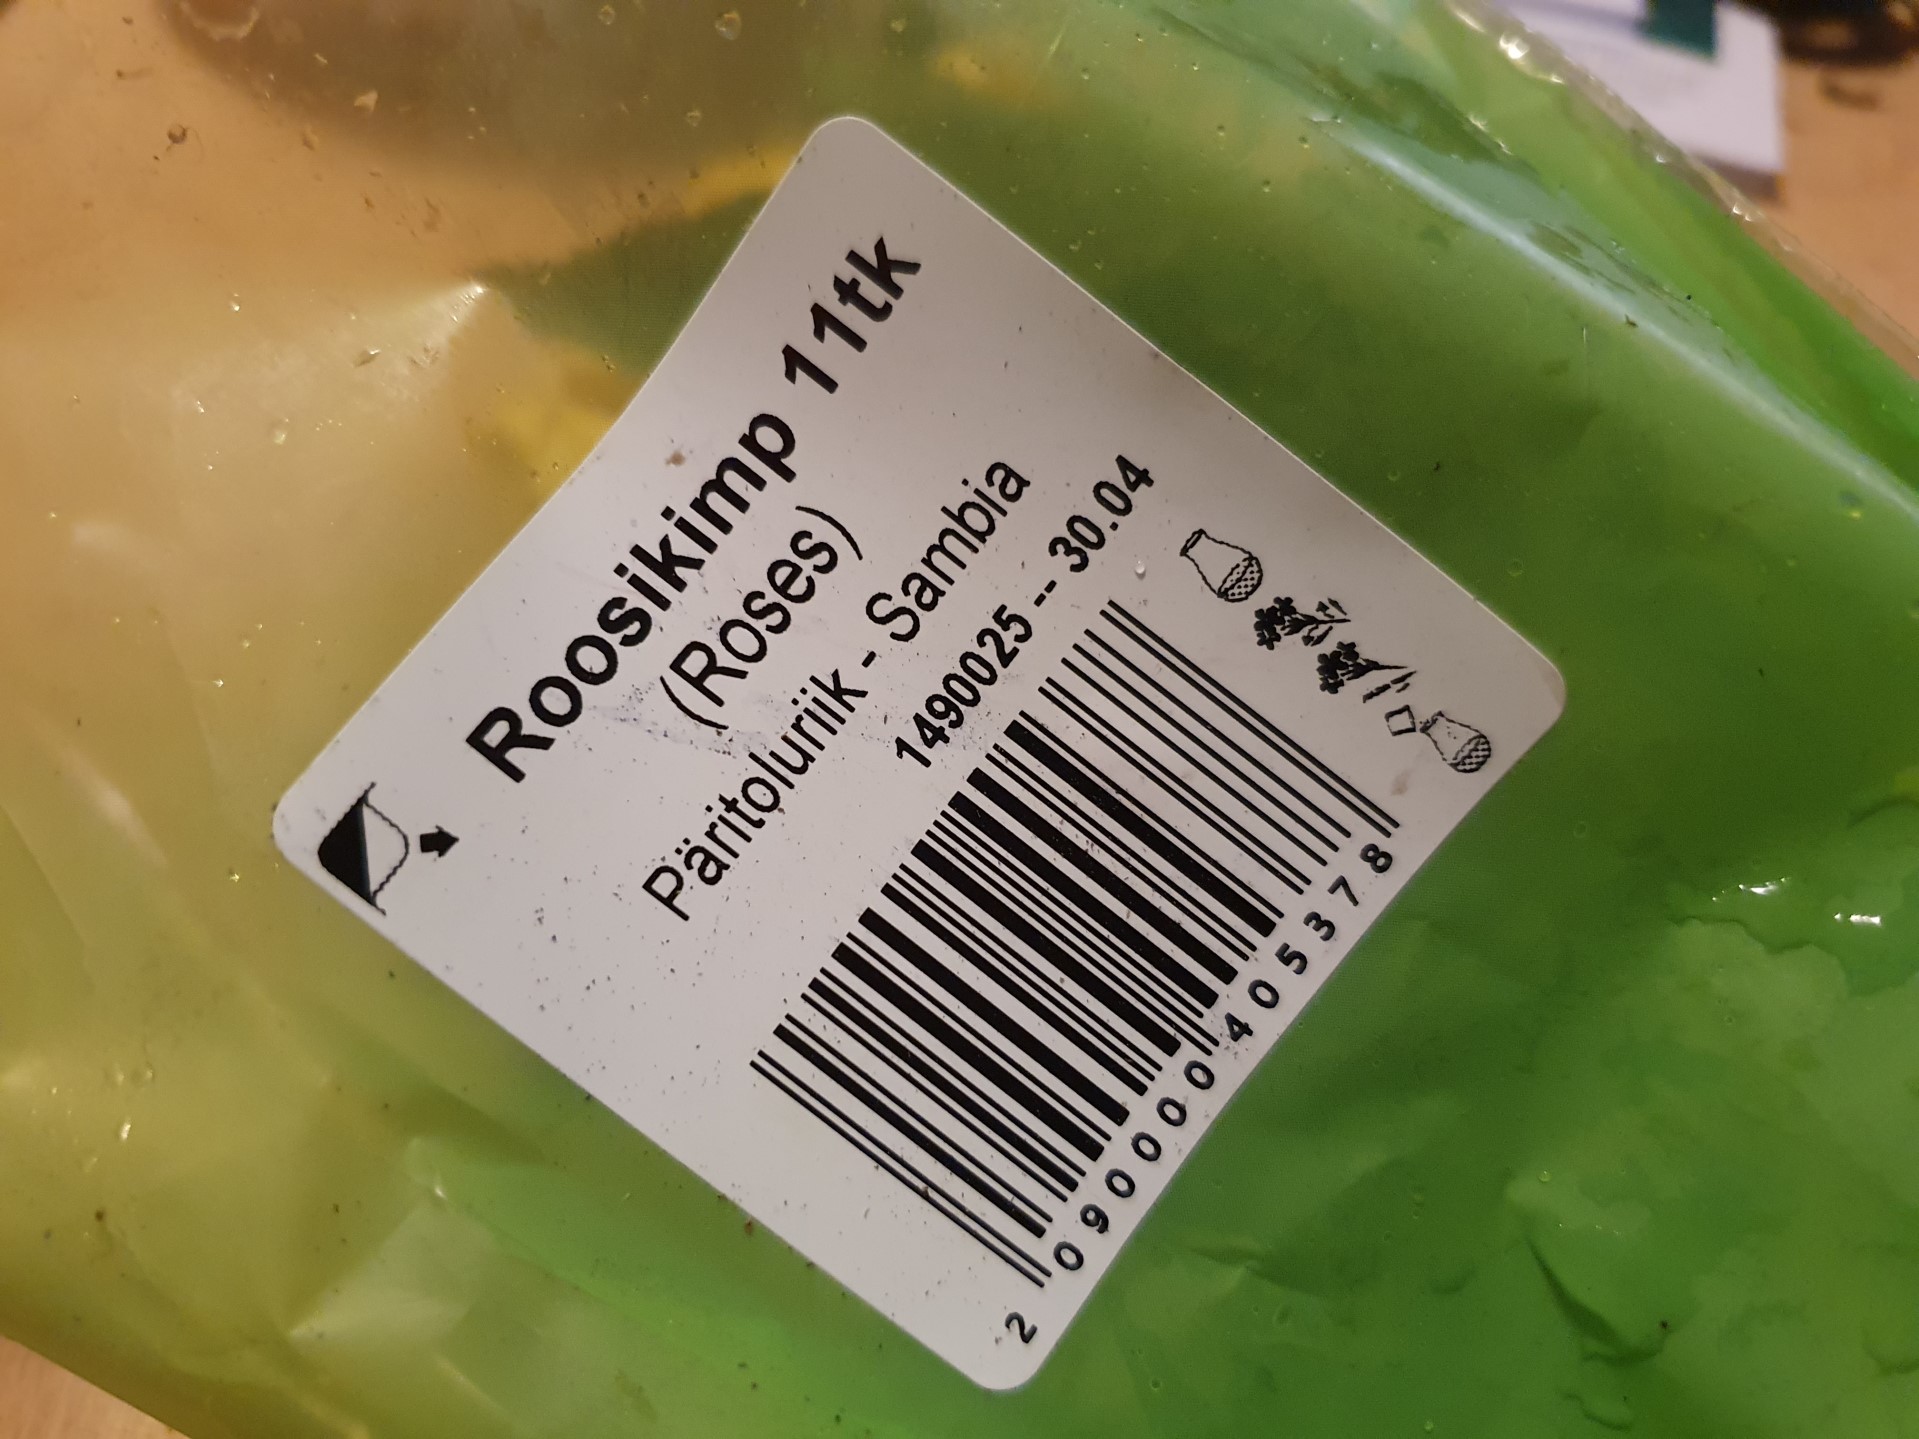 Roosikimp 11tk
(Roses)
Päritoluriik - Sambia
1490025 -- 30.04
2 090000 405378